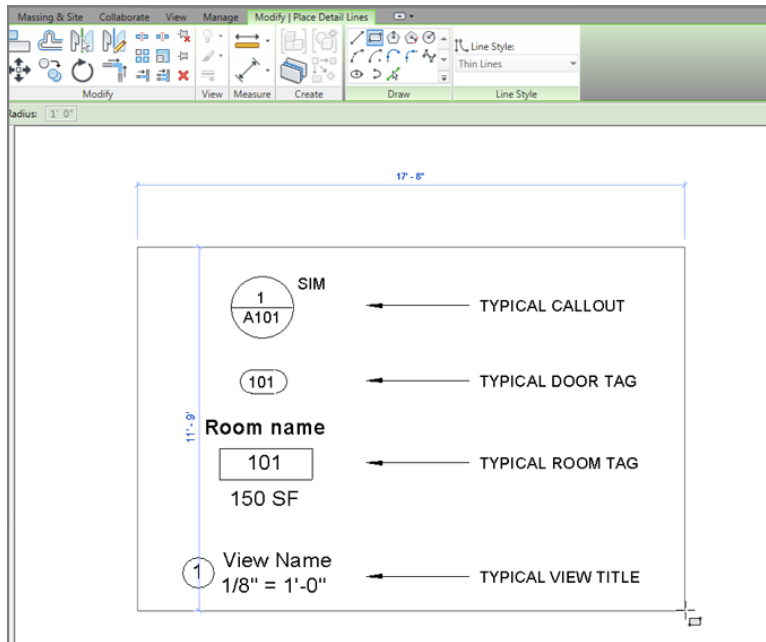 Massing & Site Collaborate View Manage Modify | Place Detail Lines
Line Style:
Thin Lines
Modify View Measure Create Draw Line Style
Radius: 1' 0"
17' - 8"
1
A101
SIM
TYPICAL CALLOUT
101
TYPICAL DOOR TAG
11' - 9'
Room name
101
150 SF
TYPICAL ROOM TAG
1
View Name
1/8" = 1'-0"
TYPICAL VIEW TITLE